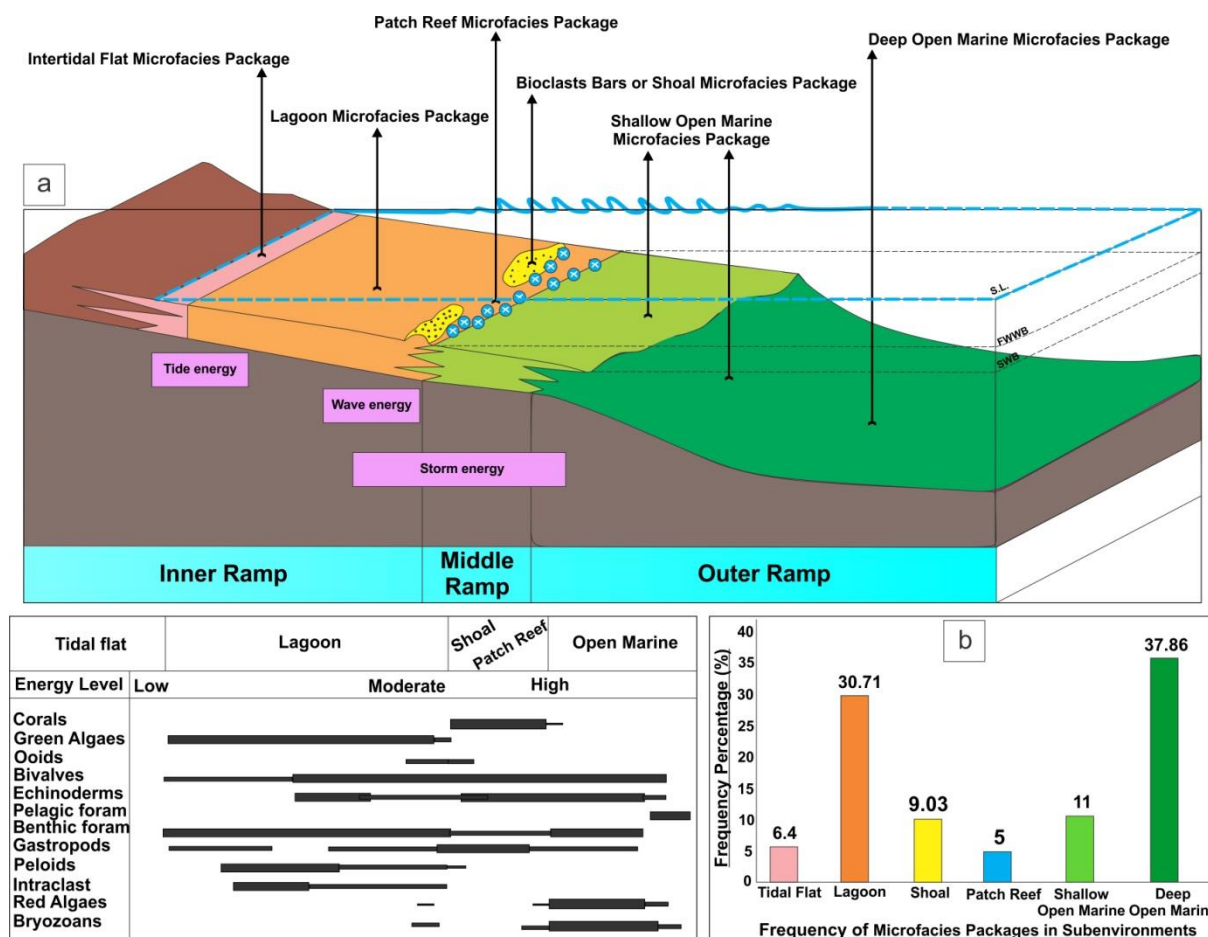 Patch Reef Microfacies Package
Deep Open Marine Microfacies Package
Intertidal Flat Microfacies Package
Bioclasts Bars or Shoal Microfacies Package
Lagoon Microfacies Package
Shallow Open Marine
Microfacies Package
a
S.L.
FWWB
SWB
Tide energy
Wave energy
Storm energy
Inner Ramp
Middle
Ramp
Outer Ramp
Tidal flat
Lagoon
Shoal
Patch Reef
Open Marine
Energy Level
Low
Moderate
High
Corals
Green Algaes
Ooids
Bivalves
Echinoderms
Pelagic foram
Benthic foram
Gastropods
Peloids
Intraclast
Red Algaes
Bryozoans
b
Frequency Percentage (%)
40
35
30
25
20
15
10
5
0
6.4
30.71
9.03
5
11
37.86
Tidal Flat
Lagoon
Shoal
Patch Reef
Shallow
Open Marine
Deep
Open Marin
Frequency of Microfacies Packages in Subenvironments